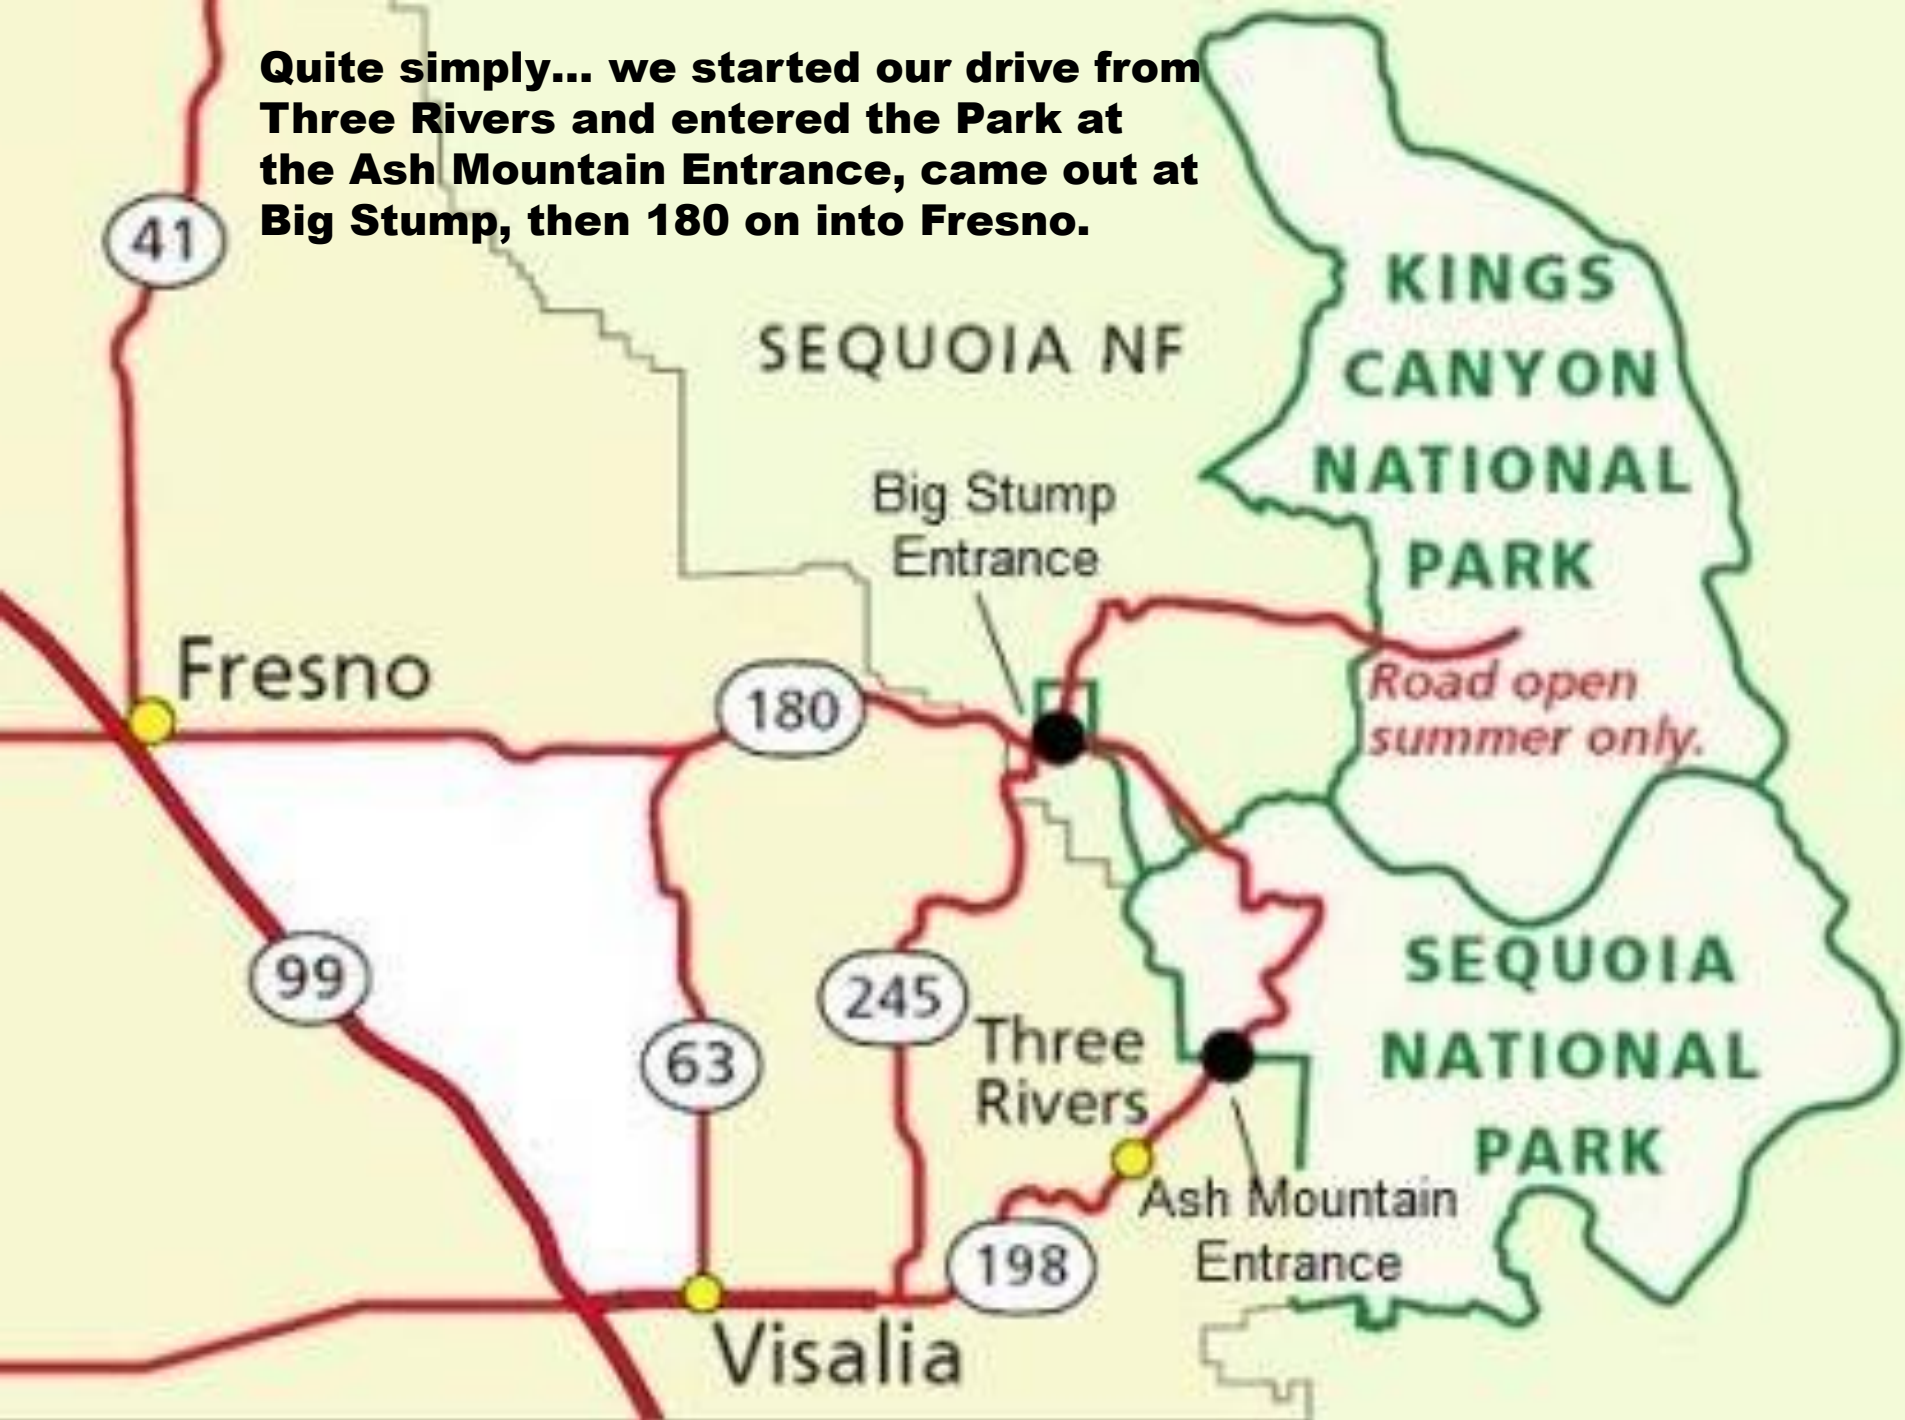 Quite simply... we started our drive from
Three Rivers and entered the Park at
the Ash Mountain Entrance, came out at
Big Stump, then 180 on into Fresno.
41
KINGS
CANYON
NATIONAL
PARK
SEQUOIA NF
Big Stump
Entrance
Fresno
180
Road open
summer only.
99
245
63
Three
Rivers
SEQUOIA
NATIONAL
PARK
Ash Mountain
Entrance
198
Visalia